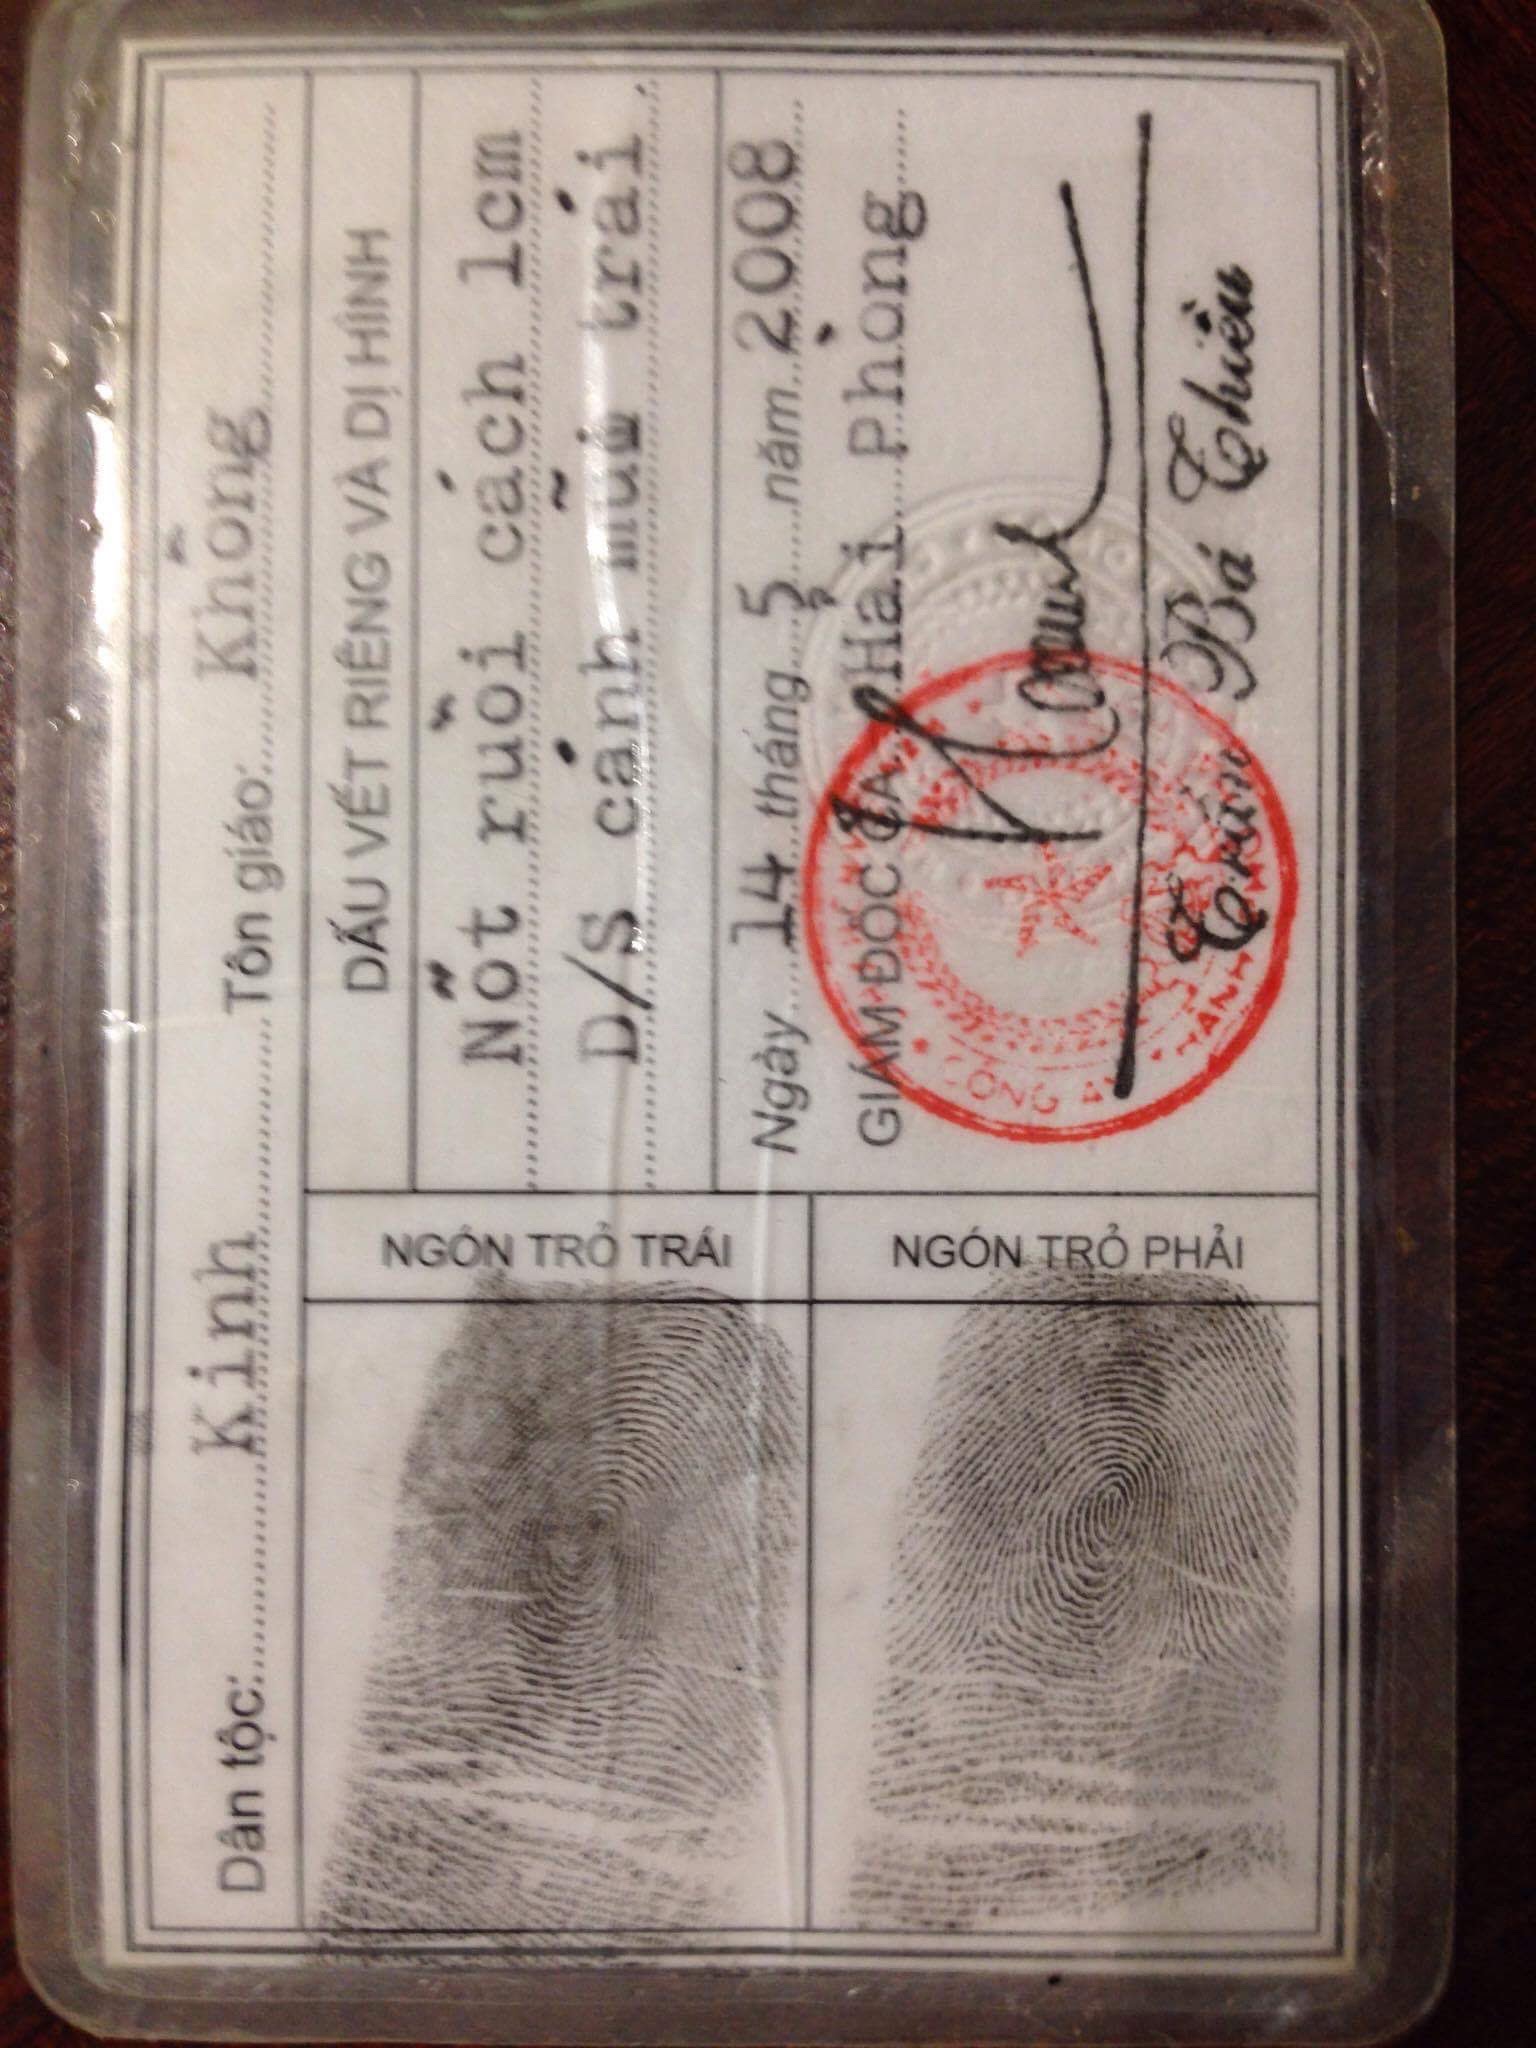 Dân tộc: Kinh Tôn giáo: Không
DẤU VẾT RIÊNG VÀ DỊ HÌNH
Nốt ruồi cách 1cm
D/S cánh mũi trái.
Ngày 14 tháng 5 năm 2008
GIÁM ĐỐC CA Hải Phòng
CÔNG AN
Trần Bá Thiều
NGÓN TRỎ TRÁI
NGÓN TRỎ PHẢI